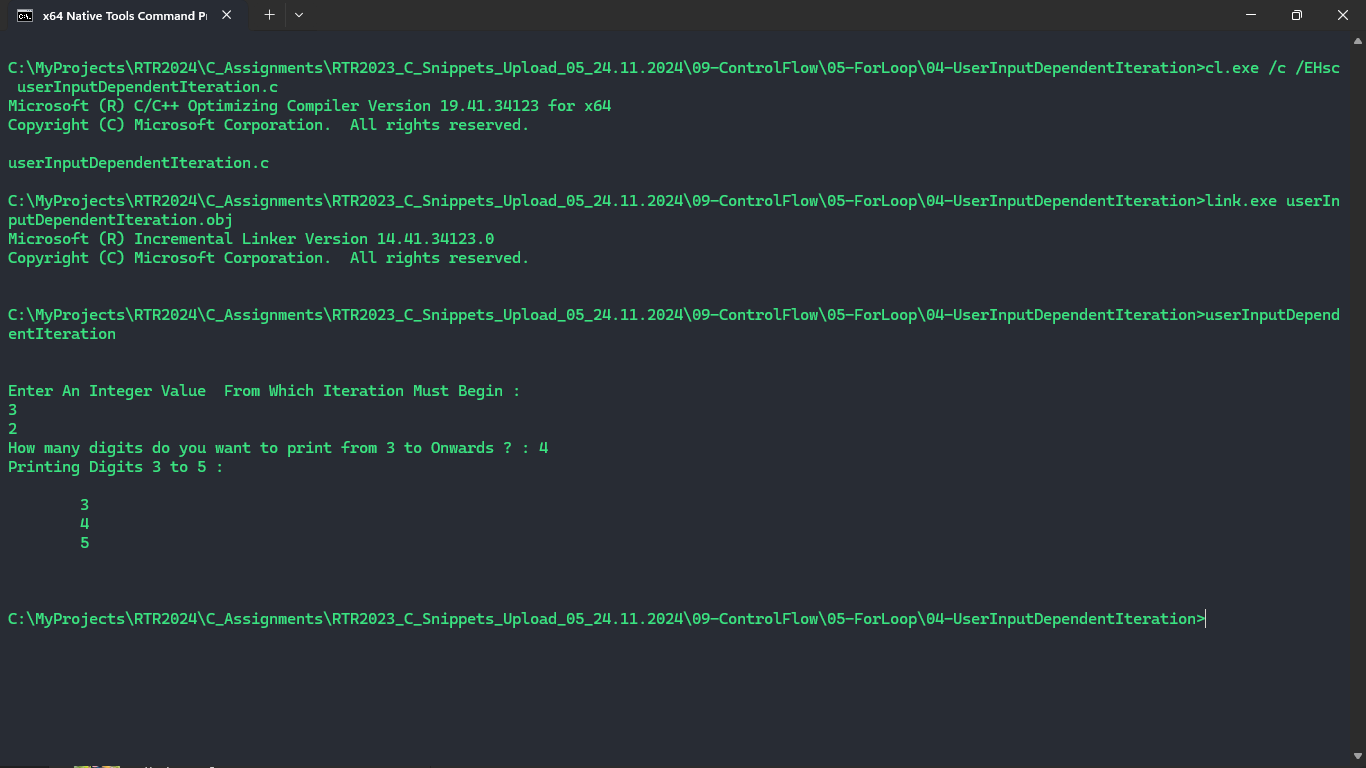 x64 Native Tools Command P
C:\MyProjects\RTR2024\C_Assignments\RTR2023_C_Snippets_Upload_05_24.11.2024\09-ControlFlow\05-ForLoop\04-UserInputDependentIteration>cl.exe /c /EHsc
userInputDependentIteration.c
Microsoft (R) C/C++ Optimizing Compiler Version 19.41.34123 for x64
Copyright (C) Microsoft Corporation.  All rights reserved.
userInputDependentIteration.c
C:\MyProjects\RTR2024\C_Assignments\RTR2023_C_Snippets_Upload_05_24.11.2024\09-ControlFlow\05-ForLoop\04-UserInputDependentIteration>link.exe userIn
putDependentIteration.obj
Microsoft (R) Incremental Linker Version 14.41.34123.0
Copyright (C) Microsoft Corporation.  All rights reserved.
C:\MyProjects\RTR2024\C_Assignments\RTR2023_C_Snippets_Upload_05_24.11.2024\09-ControlFlow\05-ForLoop\04-UserInputDependentIteration>userInputDepend
entIteration
Enter An Integer Value  From Which Iteration Must Begin :
3
2
How many digits do you want to print from 3 to Onwards ? : 4
Printing Digits 3 to 5 :
3
4
5
C:\MyProjects\RTR2024\C_Assignments\RTR2023_C_Snippets_Upload_05_24.11.2024\09-ControlFlow\05-ForLoop\04-UserInputDependentIteration>